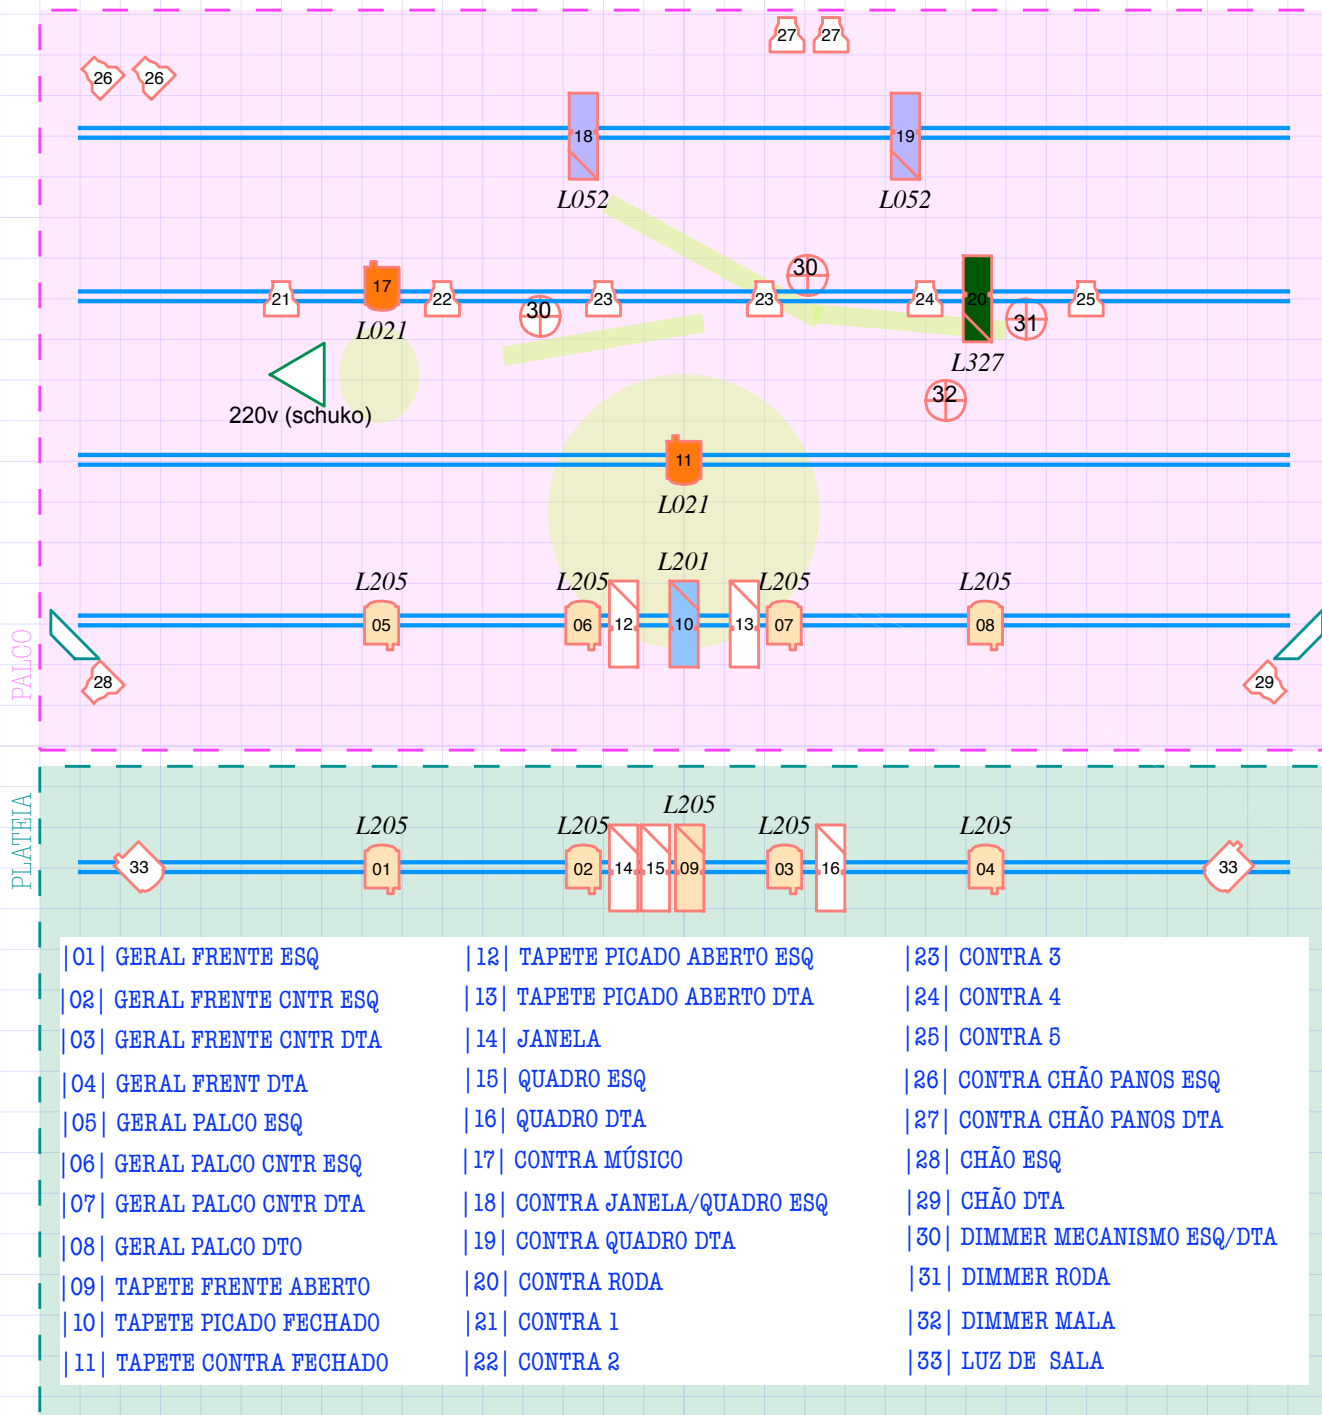 27 27
26 26
18 19
L052 L052
30
17
21 22 23 23 24 20 25
30 31
L021
L327
32
220v (schuko)
11
L021
L201
L205 L205 L205 L205
05 06 12 10 13 07 08
PALCO
28 29
PLATEIA
L205
L205 L205 L205 L205
33 01 02 14 15 09 03 16 04 33
|01| GERAL FRENTE ESQ
|02| GERAL FRENTE CNTR ESQ
|03| GERAL FRENTE CNTR DTA
|04| GERAL FRENT DTA
|05| GERAL PALCO ESQ
|06| GERAL PALCO CNTR ESQ
|07| GERAL PALCO CNTR DTA
|08| GERAL PALCO DTO
|09| TAPETE FRENTE ABERTO
|10| TAPETE PICADO FECHADO
|11| TAPETE CONTRA FECHADO
|12| TAPETE PICADO ABERTO ESQ
|13| TAPETE PICADO ABERTO DTA
|14| JANELA
|15| QUADRO ESQ
|16| QUADRO DTA
|17| CONTRA MÚSICO
|18| CONTRA JANELA/QUADRO ESQ
|19| CONTRA QUADRO DTA
|20| CONTRA RODA
|21| CONTRA 1
|22| CONTRA 2
|23| CONTRA 3
|24| CONTRA 4
|25| CONTRA 5
|26| CONTRA CHÃO PANOS ESQ
|27| CONTRA CHÃO PANOS DTA
|28| CHÃO ESQ
|29| CHÃO DTA
|30| DIMMER MECANISMO ESQ/DTA
|31| DIMMER RODA
|32| DIMMER MALA
|33| LUZ DE SALA